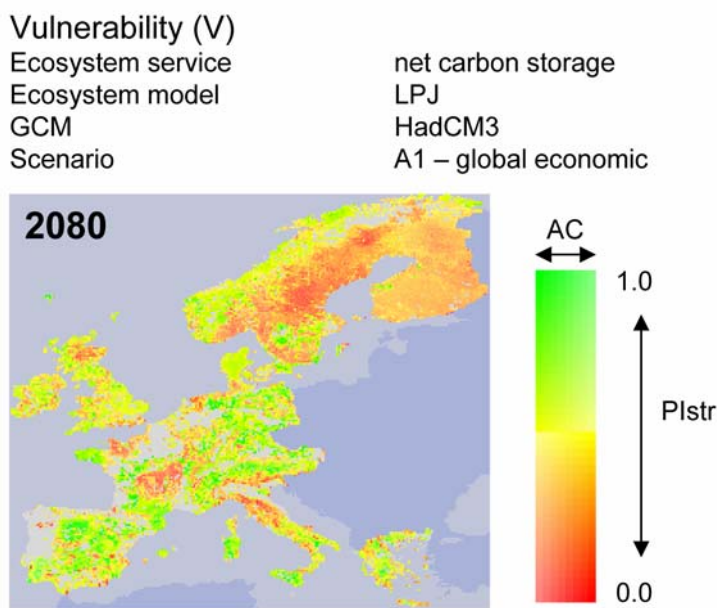 Vulnerability (V)
Ecosystem service net carbon storage
Ecosystem model LPJ
GCM HadCM3
Scenario A1 – global economic
2080
AC
1.0
PIstr
0.0